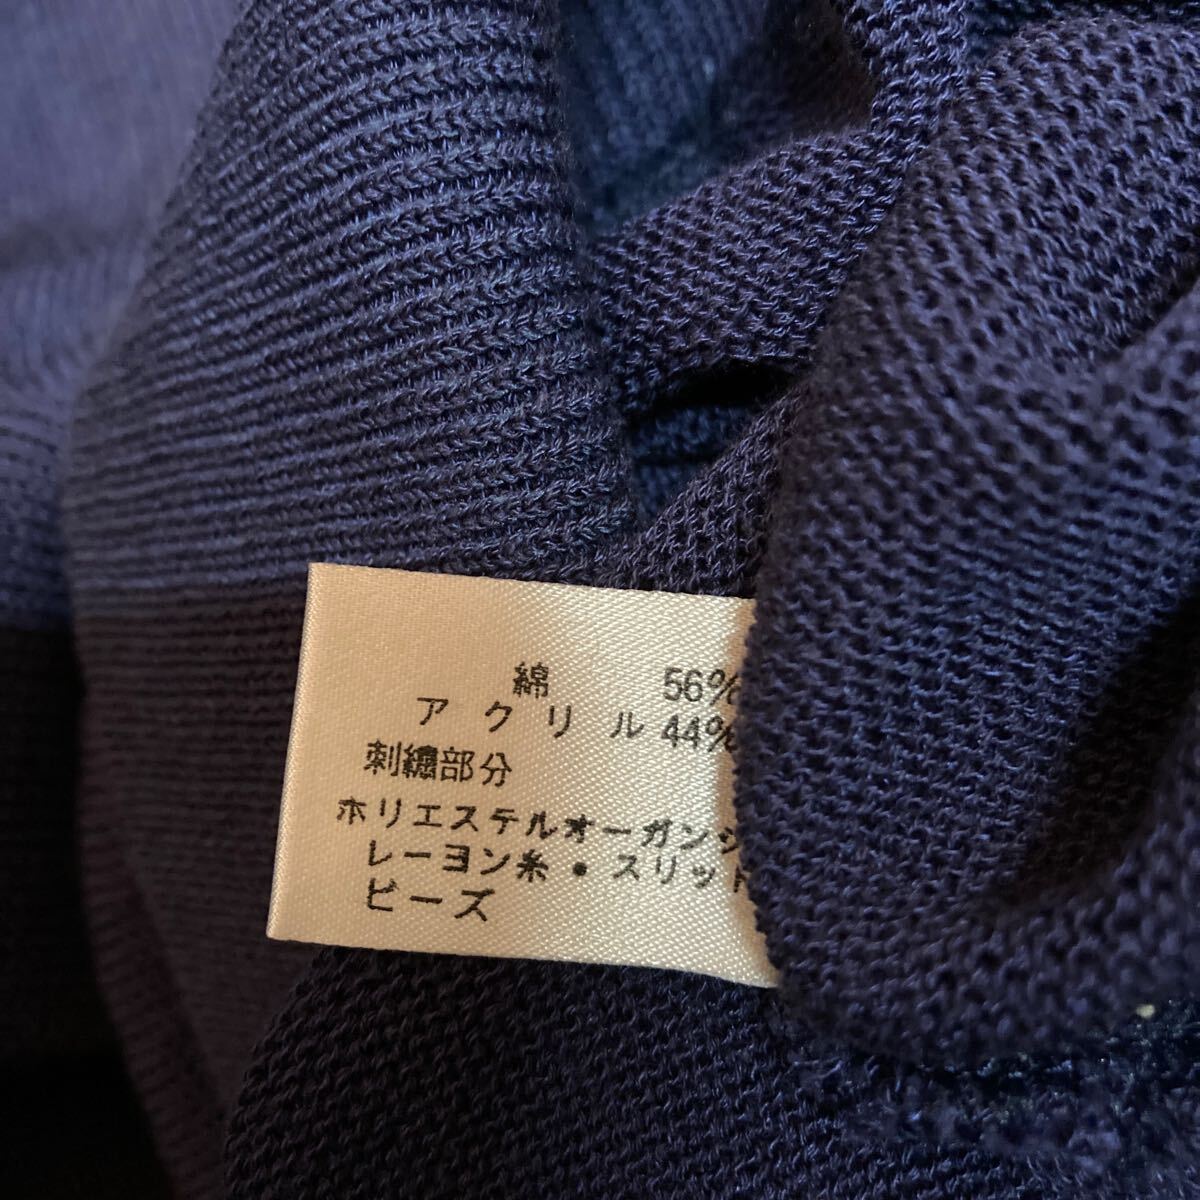 綿 56%
アクリル 44%
刺繍部分
ポリエステルオーガンジ
レーヨン糸・スリット
ビーズ